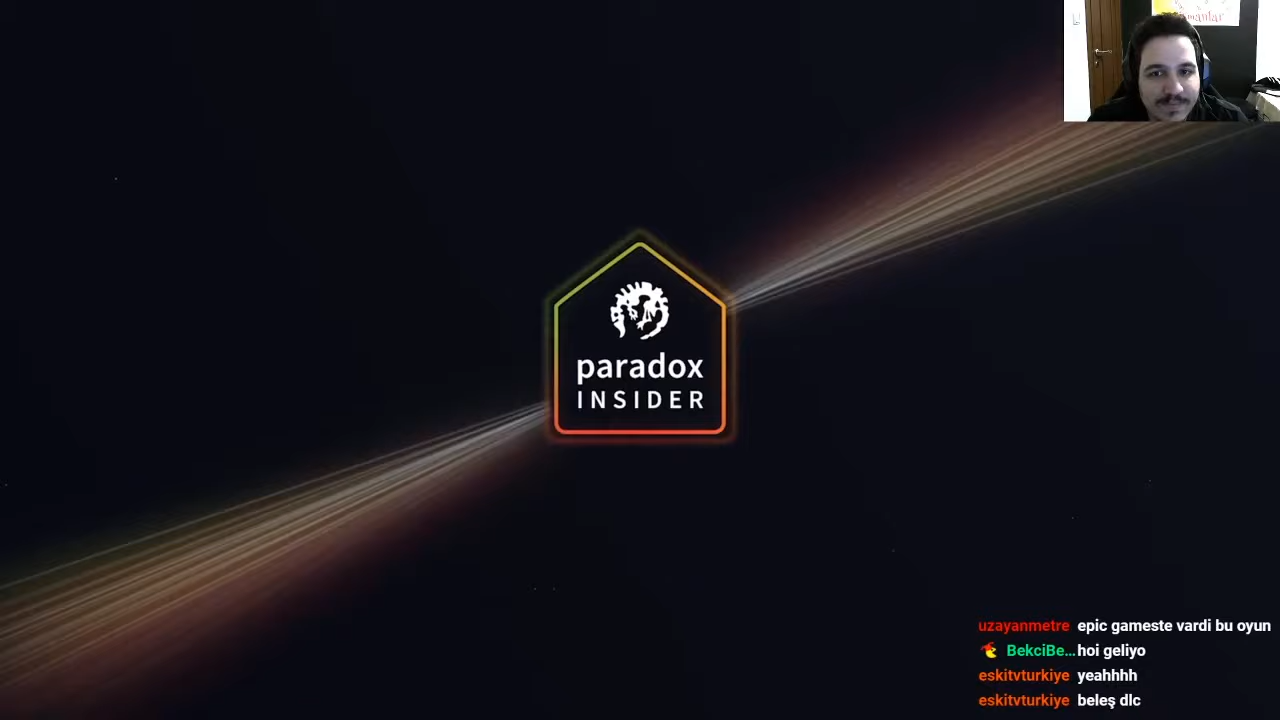 paradox
INSIDER
uzayanmetre epic gameste vardi bu oyun
BekciBe... hoi geliyo
eskitvturkiye yeahhhh
eskitvturkiye beleş dlc